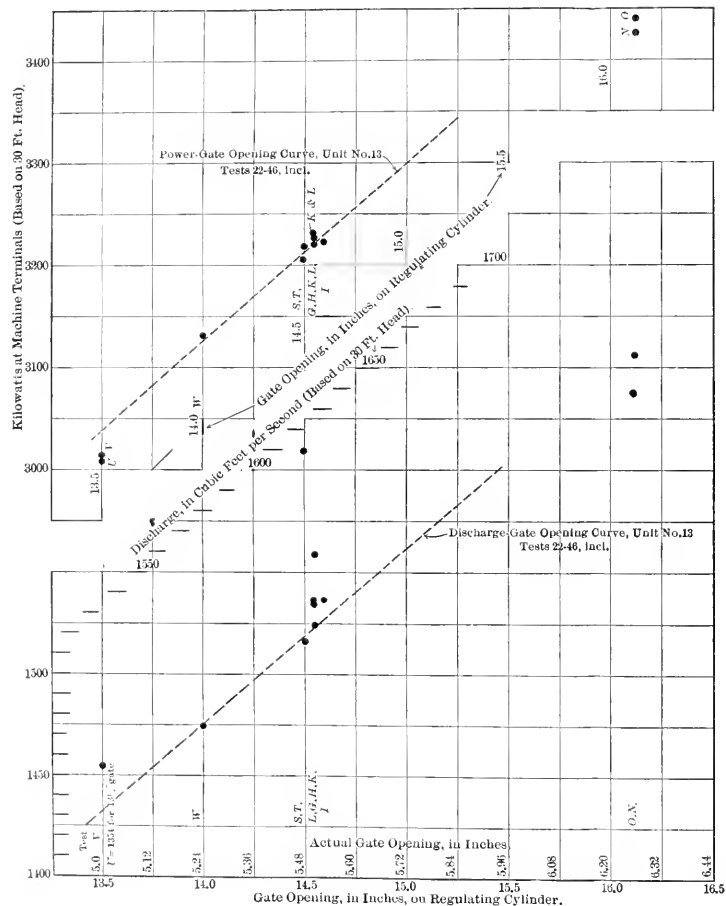 3400
3300
3200
3100
3000
1500
1450
1400
Kilowatts at Machine Terminals (Based on 30 Ft. Head).
Power-Gate Opening Curve, Unit No.13
Tests 22-46, incl.
N O
16.0
15.5
K & L
15.0
S,T,
G,H,K,L,
I
14.5
14.0 W
U V
13.5
Gate Opening, in Inches, on Regulating Cylinder.
Discharge, in Cubic Feet per Second (Based on 30 Ft. Head).
1700
1650
1600
1550
Discharge-Gate Opening Curve, Unit No.13
Tests 22-46, incl.
Test
V
U=1354 for 1.0' gate
W
S,T,
L,G,H,K,
I
O,N,
Actual Gate Opening, in Inches.
5.0 5.12 5.24 5.36 5.48 5.60 5.72 5.84 5.96 6.08 6.20 6.32 6.44
13.5 14.0 14.5 15.0 15.5 16.0 16.5
Gate Opening, in Inches, on Regulating Cylinder.